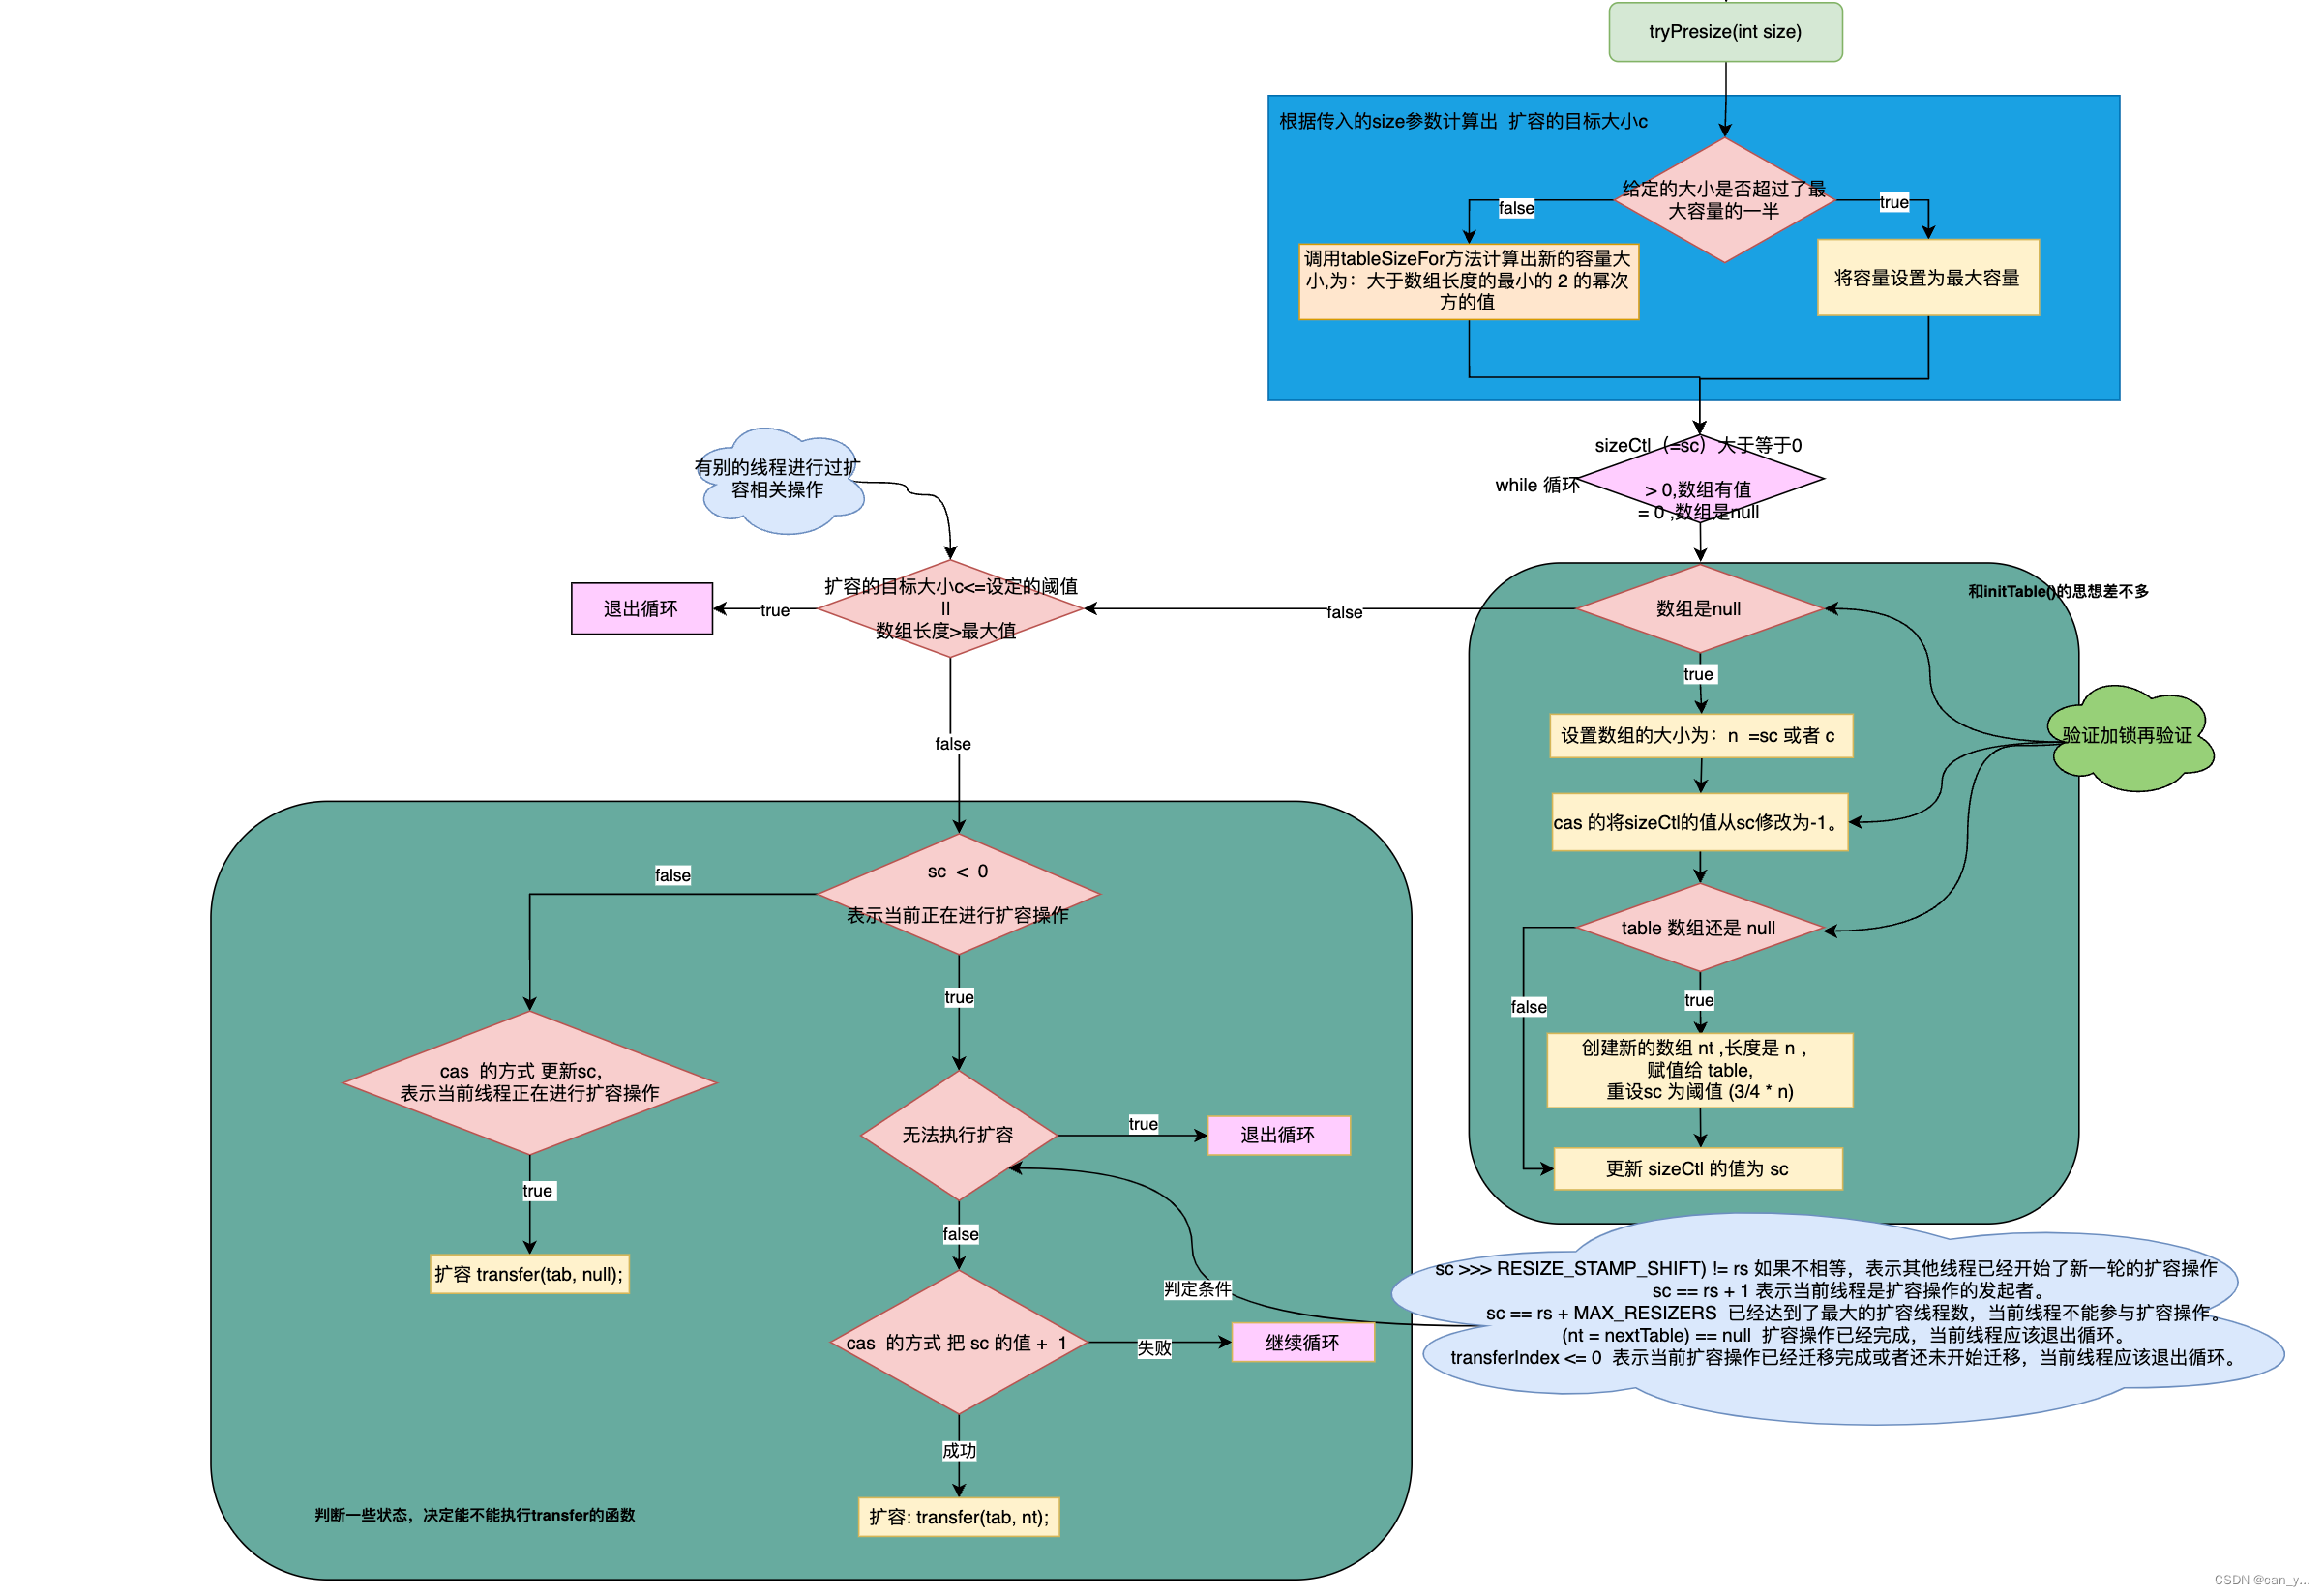 tryPresize(int size)
根据传入的size参数计算出 扩容的目标大小c
给定的大小是否超过了最
大容量的一半
false
true
调用tableSizeFor方法计算出新的容量大
小,为：大于数组长度的最小的 2 的幂次
方的值
将容量设置为最大容量
sizeCtl（=sc）大于等于0
while 循环
> 0,数组有值
= 0 ,数组是null
有别的线程进行过扩
容相关操作
扩容的目标大小c<=设定的阈值
||
数组长度>最大值
true
退出循环
false
数组是null
和initTable()的思想差不多
true
设置数组的大小为：n =sc 或者 c
验证加锁再验证
cas 的将sizeCtl的值从sc修改为-1。
table 数组还是 null
false
true
创建新的数组 nt ,长度是 n ，
赋值给 table,
重设sc 为阈值 (3/4 * n)
更新 sizeCtl 的值为 sc
false
sc < 0
表示当前正在进行扩容操作
false
true
cas 的方式 更新sc,
表示当前线程正在进行扩容操作
true
扩容 transfer(tab, null);
无法执行扩容
true
退出循环
false
判定条件
cas 的方式 把 sc 的值 + 1
失败
继续循环
成功
扩容: transfer(tab, nt);
判断一些状态，决定能不能执行transfer的函数
sc >>> RESIZE_STAMP_SHIFT) != rs 如果不相等，表示其他线程已经开始了新一轮的扩容操作
sc == rs + 1 表示当前线程是扩容操作的发起者。
sc == rs + MAX_RESIZERS 已经达到了最大的扩容线程数，当前线程不能参与扩容操作。
(nt = nextTable) == null 扩容操作已经完成，当前线程应该退出循环。
transferIndex <= 0 表示当前扩容操作已经迁移完成或者还未开始迁移，当前线程应该退出循环。
CSDN @can_y...